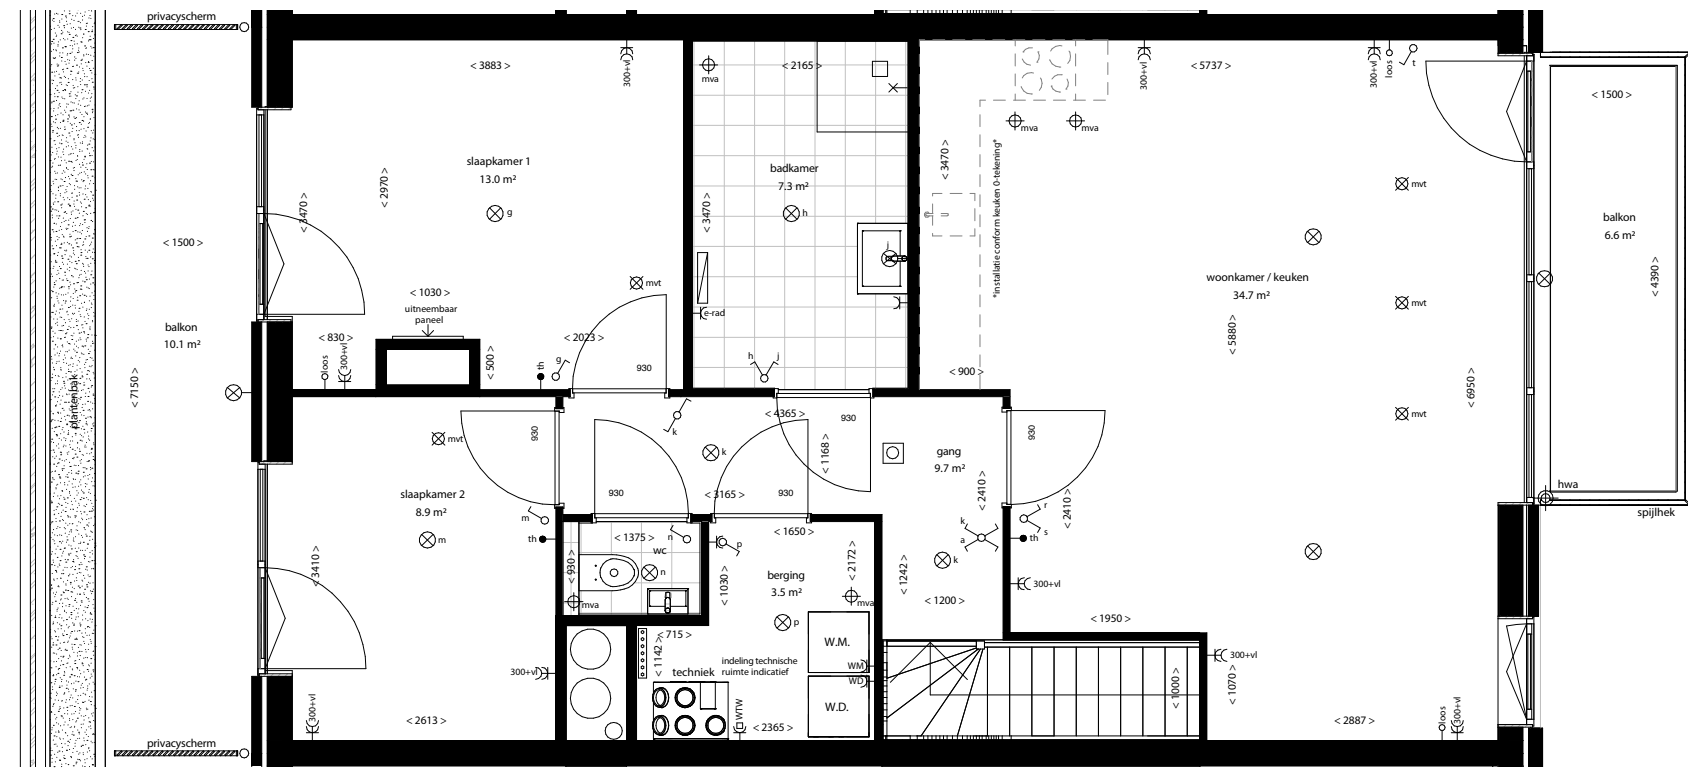 privacyscherm
< 3883 >
300+vl
mva
< 2165 >
300+vl
< 5737 >
300+vl
loos
t
< 1500 >
mva
mva
slaapkamer 1
13.0 m²
< 2970 >
< 3470 >
g
badkamer
7.3 m²
< 3470 >
h
< 3470 >
*installatie conform keuken 0-tekening*
mvt
balkon
6.6 m²
< 4390 >
< 1500 >
j
woonkamer / keuken
34.7 m²
< 5880 >
mvt
< 1030 >
uitneembaar
paneel
mvt
e-rad
balkon
10.1 m²
< 7150 >
plantenbak
< 830 >
loos
300+vl
< 500 >
th
g
< 2023 >
930
h
j
< 900 >
< 6950 >
mvt
930
mvt
k
< 4365 >
930
< 1168 >
k
gang
9.7 m²
930
< 2410 >
< 2410 >
slaapkamer 2
8.9 m²
m
m
th
930
< 3165 >
930
k
a
r
s
th
hwa
spijlhek
< 3410 >
< 1375 >
wc
n
n
< 930 >
mva
p
< 1650 >
< 2172 >
berging
3.5 m²
< 1030 >
mva
p
k
< 1242 >
< 1200 >
300+vl
< 1950 >
< 715 >
< 1142 >
techniek
indeling technische
ruimte indicatief
W.M.
WM
WD
W.D.
300+vl
300+vl
< 2613 >
WTW
< 2365 >
< 1000 >
300+vl
< 1070 >
< 2887 >
loos
300+vl
privacyscherm